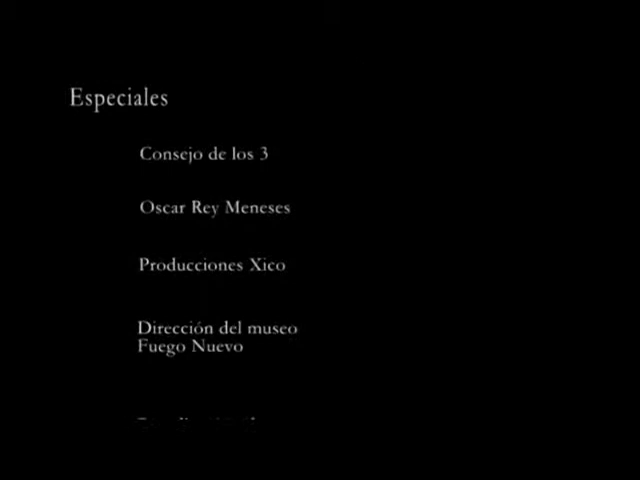 Especiales
Consejo de los 3
Oscar Rey Meneses
Producciones Xico
Dirección del museo
Fuego Nuevo